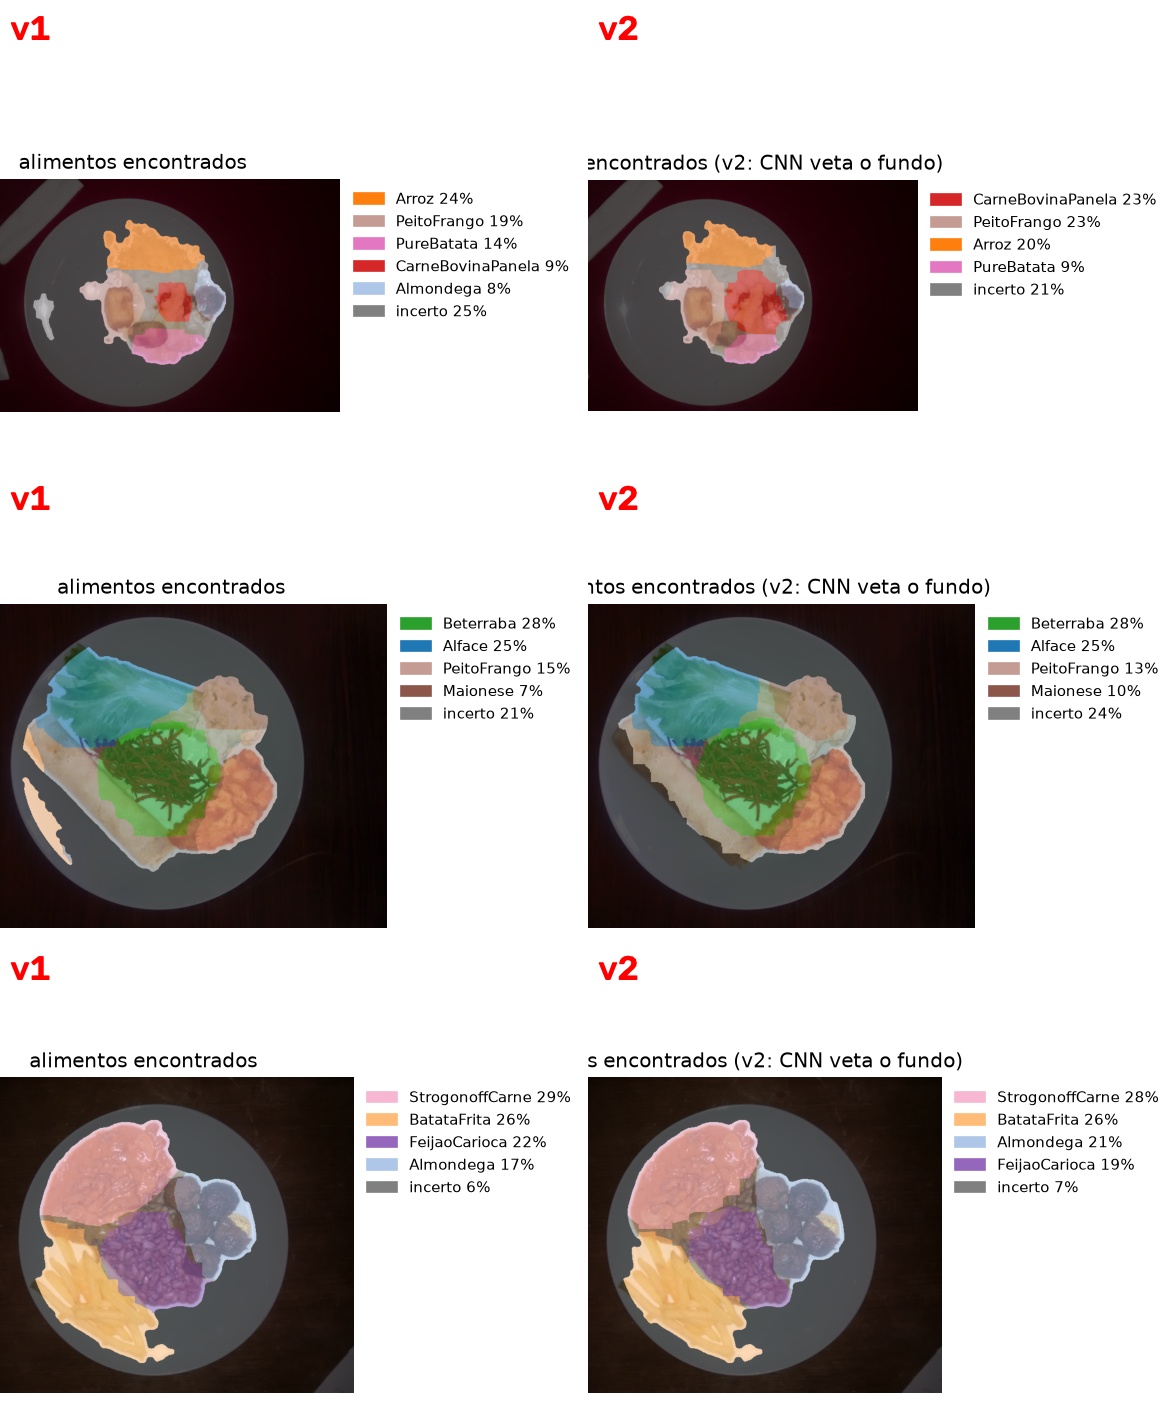 v1
alimentos encontrados
Arroz 24%
PeitoFrango 19%
PureBatata 14%
CarneBovinaPanela 9%
Almondega 8%
incerto 25%
v2
encontrados (v2: CNN veta o fundo)
CarneBovinaPanela 23%
PeitoFrango 23%
Arroz 20%
PureBatata 9%
incerto 21%
v1
alimentos encontrados
Beterraba 28%
Alface 25%
PeitoFrango 15%
Maionese 7%
incerto 21%
v2
ntos encontrados (v2: CNN veta o fundo)
Beterraba 28%
Alface 25%
PeitoFrango 13%
Maionese 10%
incerto 24%
v1
alimentos encontrados
StrogonoffCarne 29%
BatataFrita 26%
FeijaoCarioca 22%
Almondega 17%
incerto 6%
v2
s encontrados (v2: CNN veta o fundo)
StrogonoffCarne 28%
BatataFrita 26%
Almondega 21%
FeijaoCarioca 19%
incerto 7%